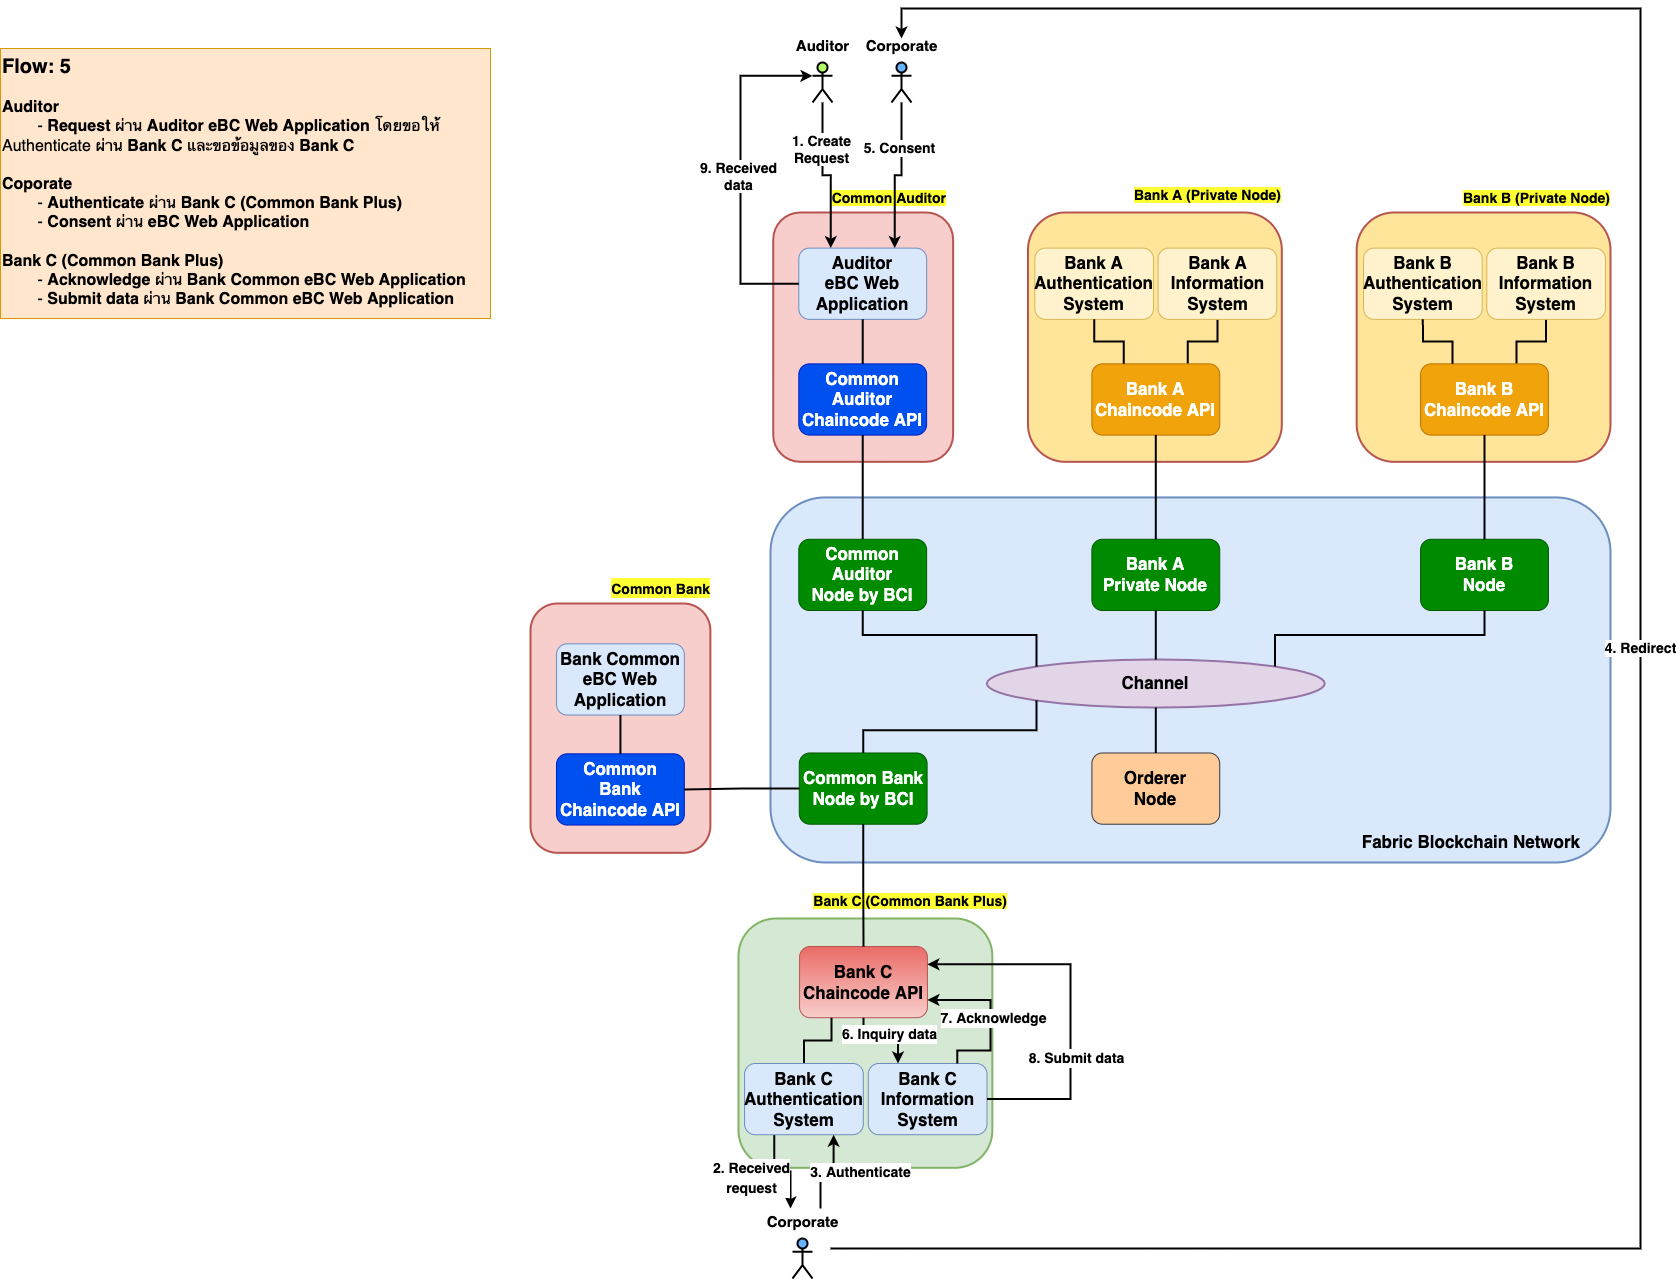 Flow: 5
Auditor
- Request ผ่าน Auditor eBC Web Application โดยขอให้
Authenticate ผ่าน Bank C และขอข้อมูลของ Bank C
Coporate
- Authenticate ผ่าน Bank C (Common Bank Plus)
- Consent ผ่าน eBC Web Application
Bank C (Common Bank Plus)
- Acknowledge ผ่าน Bank Common eBC Web Application
- Submit data ผ่าน Bank Common eBC Web Application
Auditor
Corporate
1. Create
Request
5. Consent
9. Received
data
Common Auditor
Auditor
eBC Web
Application
Common
Auditor
Chaincode API
Bank A (Private Node)
Bank A
Authentication
System
Bank A
Information
System
Bank A
Chaincode API
Bank B (Private Node)
Bank B
Authentication
System
Bank B
Information
System
Bank B
Chaincode API
Common
Auditor
Node by BCI
Bank A
Private Node
Bank B
Node
4. Redirect
Channel
Common Bank
Bank Common
eBC Web
Application
Common
Bank
Chaincode API
Common Bank
Node by BCI
Orderer
Node
Fabric Blockchain Network
Bank C (Common Bank Plus)
Bank C
Chaincode API
6. Inquiry data
7. Acknowledge
8. Submit data
Bank C
Authentication
System
Bank C
Information
System
2. Received
request
3. Authenticate
Corporate